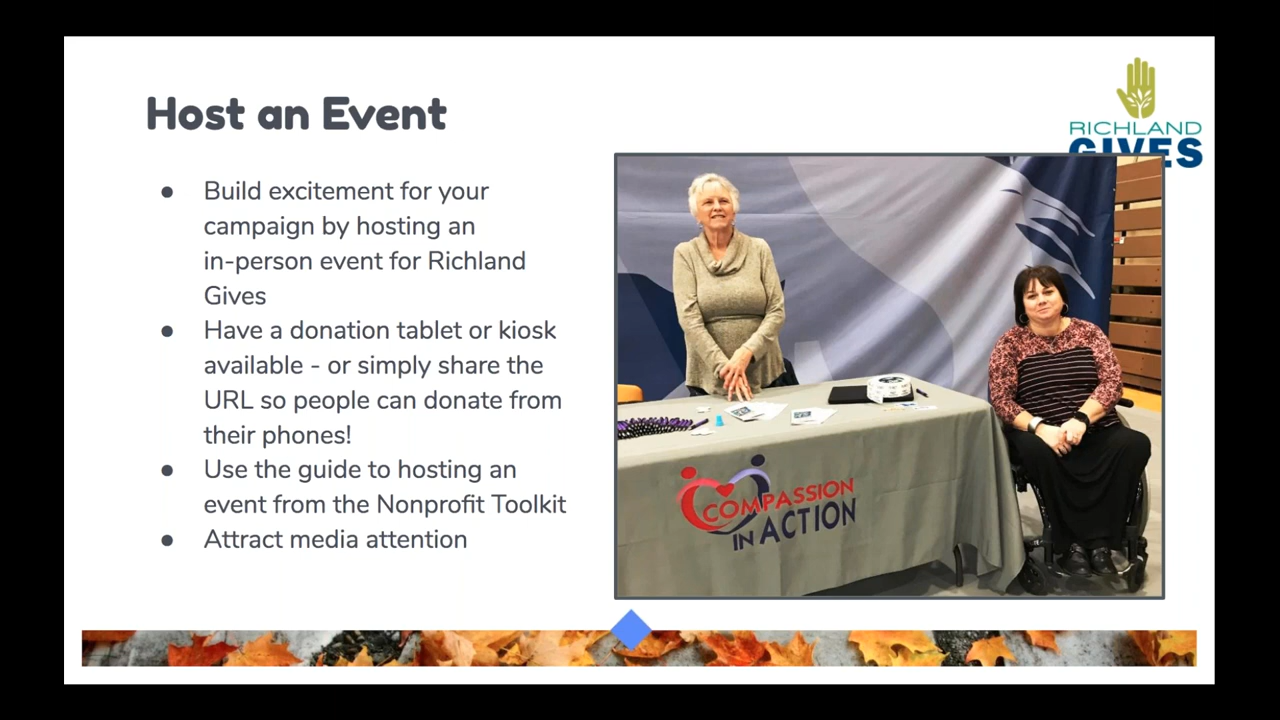 Host an Event
RICHLAND
GIVES
● Build excitement for your
campaign by hosting an
in-person event for Richland
Gives
● Have a donation tablet or kiosk
available - or simply share the
URL so people can donate from
their phones!
● Use the guide to hosting an
event from the Nonprofit Toolkit
● Attract media attention
COMPASSION
IN ACTION